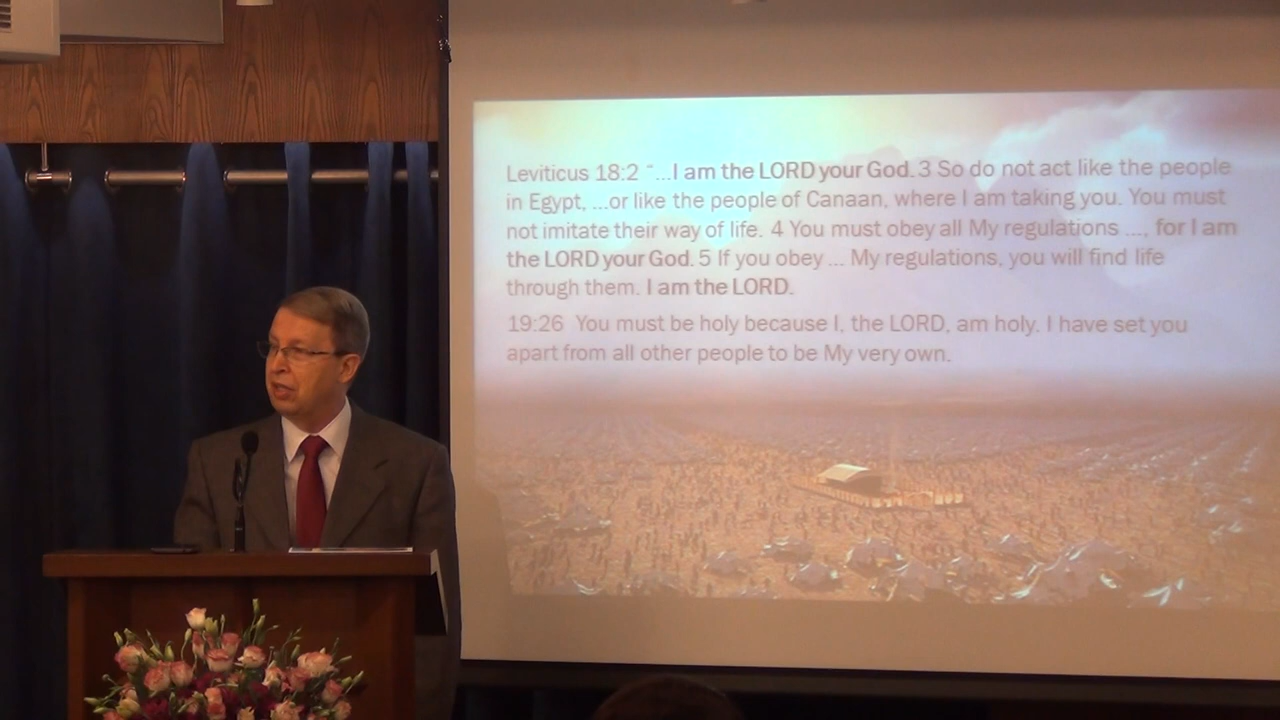 Leviticus 18:2 “...I am the LORD your God. 3 So do not act like the people
in Egypt, ...or like the people of Canaan, where I am taking you. You must
not imitate their way of life. 4 You must obey all My regulations ..., for I am
the LORD your God. 5 If you obey ... My regulations, you will find life
through them. I am the LORD.
19:26 You must be holy because I, the LORD, am holy. I have set you
apart from all other people to be My very own.